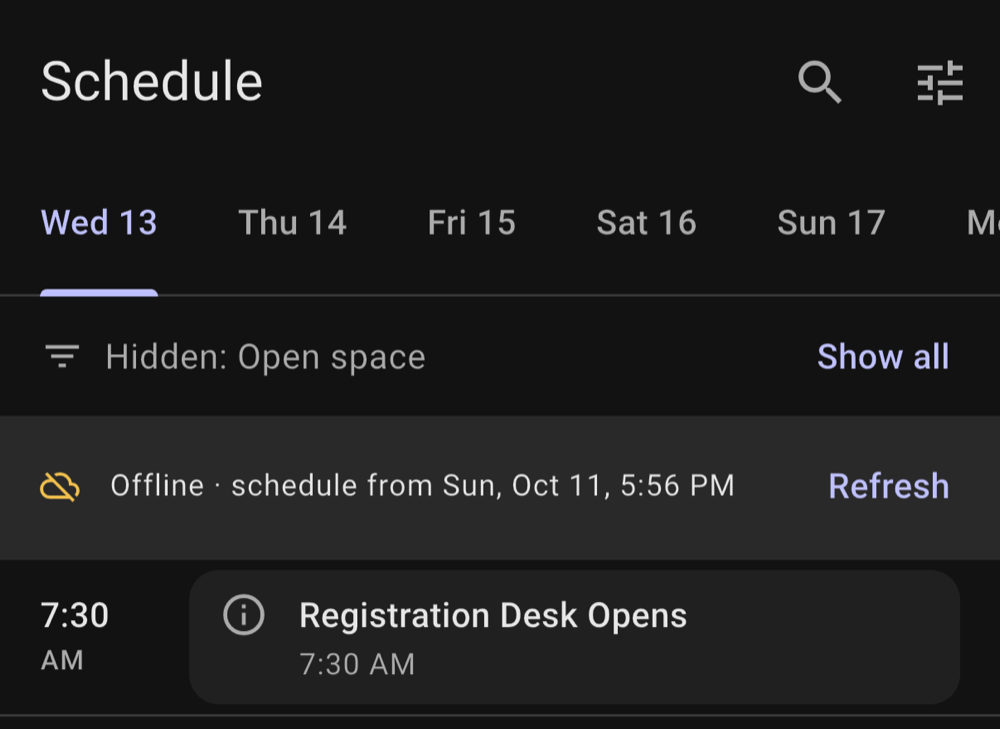 Schedule
Wed 13 Thu 14 Fri 15 Sat 16 Sun 17
Hidden: Open space Show all
Offline · schedule from Sun, Oct 11, 5:56 PM Refresh
7:30 Registration Desk Opens
AM 7:30 AM